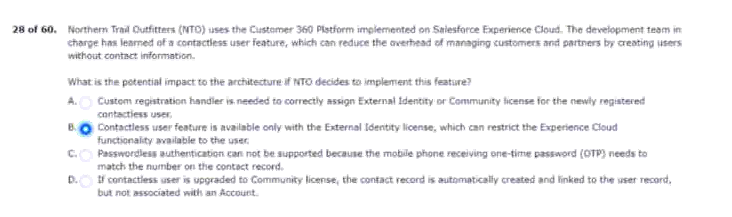 28 of 60. Northern Trail Outfitters (NTO) uses the Customer 360 Platform implemented on Salesforce Experience Cloud. The development team in
charge has learned of a contactless user feature, which can reduce the overhead of managing customers and partners by creating users
without contact information.
What is the potential impact to the architecture if NTO decides to implement this feature?
A. Custom registration handler is needed to correctly assign External Identity or Community license for the newly registered
contactless user.
B. Contactless user feature is available only with the External Identity license, which can restrict the Experience Cloud
functionality available to the user.
C. Passwordless authentication can not be supported because the mobile phone receiving one-time password (OTP) needs to
match the number on the contact record.
D. If contactless user is upgraded to Community license, the contact record is automatically created and linked to the user record,
but not associated with an Account.